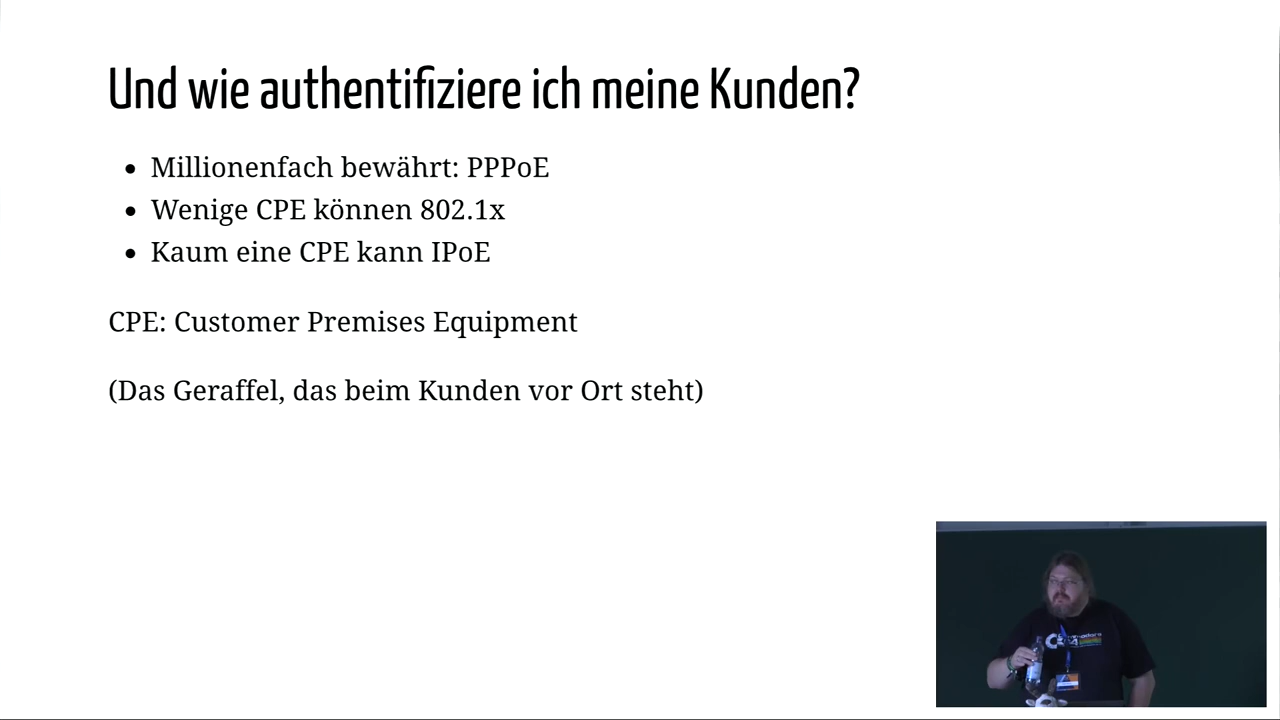 Und wie authentifiziere ich meine Kunden?
Millionenfach bewährt: PPPoE
Wenige CPE können 802.1x
Kaum eine CPE kann IPoE
CPE: Customer Premises Equipment
(Das Geraffel, das beim Kunden vor Ort steht)